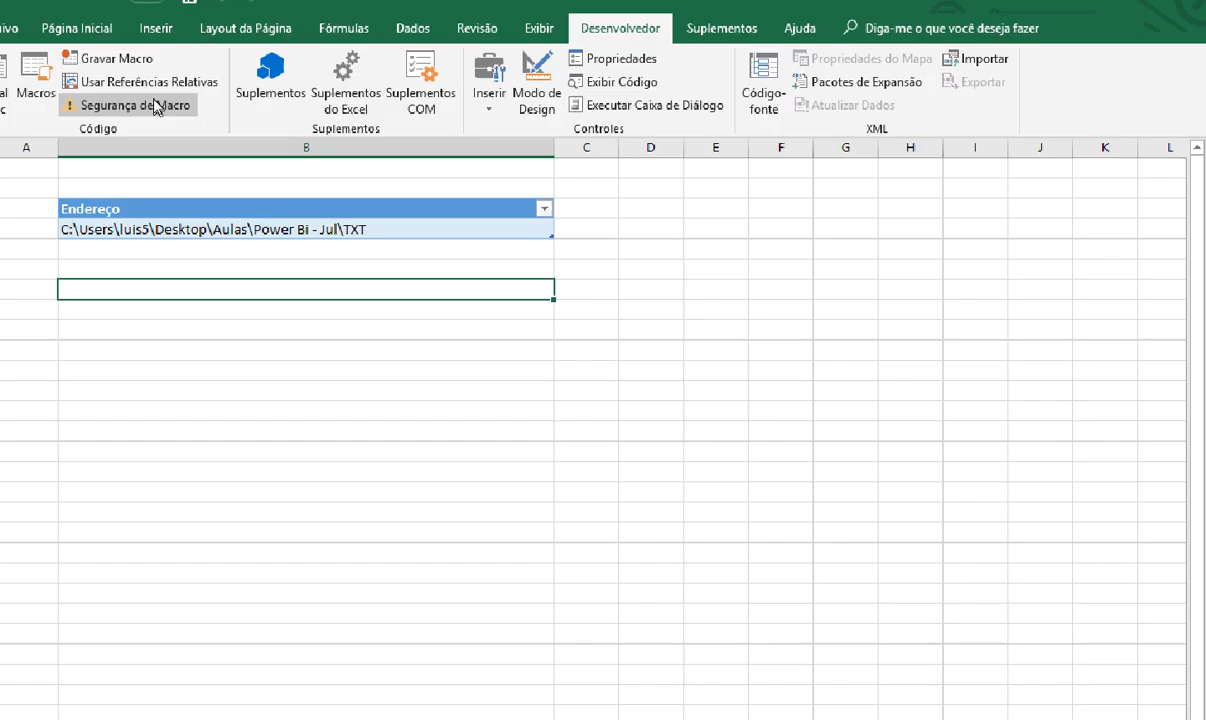 ivo Página Inicial Inserir Layout da Página Fórmulas Dados Revisão Exibir Desenvolvedor Suplementos Ajuda Diga-me o que você deseja fazer
al
c
Macros
Gravar Macro
Usar Referências Relativas
Segurança de Macro
Código
Suplementos
Suplementos
do Excel
Suplementos
COM
Suplementos
Inserir
Modo de
Design
Propriedades
Exibir Código
Executar Caixa de Diálogo
Controles
Código-
fonte
Propriedades do Mapa
Pacotes de Expansão
Atualizar Dados
Importar
Exportar
XML
A B C D E F G H I J K L
Endereço
C:\Users\luis5\Desktop\Aulas\Power Bi - Jul\TXT